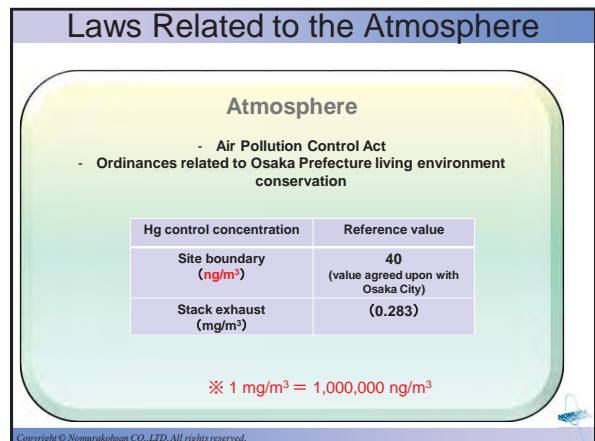 Laws Related to the Atmosphere
Atmosphere
- Air Pollution Control Act
- Ordinances related to Osaka Prefecture living environment
conservation
Hg control concentration Reference value
Site boundary
(ng/m³)
40
(value agreed upon with
Osaka City)
Stack exhaust
(mg/m³)
(0.283)
※ 1 mg/m³ = 1,000,000 ng/m³
Copyright © Nomurakohsan CO.,LTD. All rights reserved.